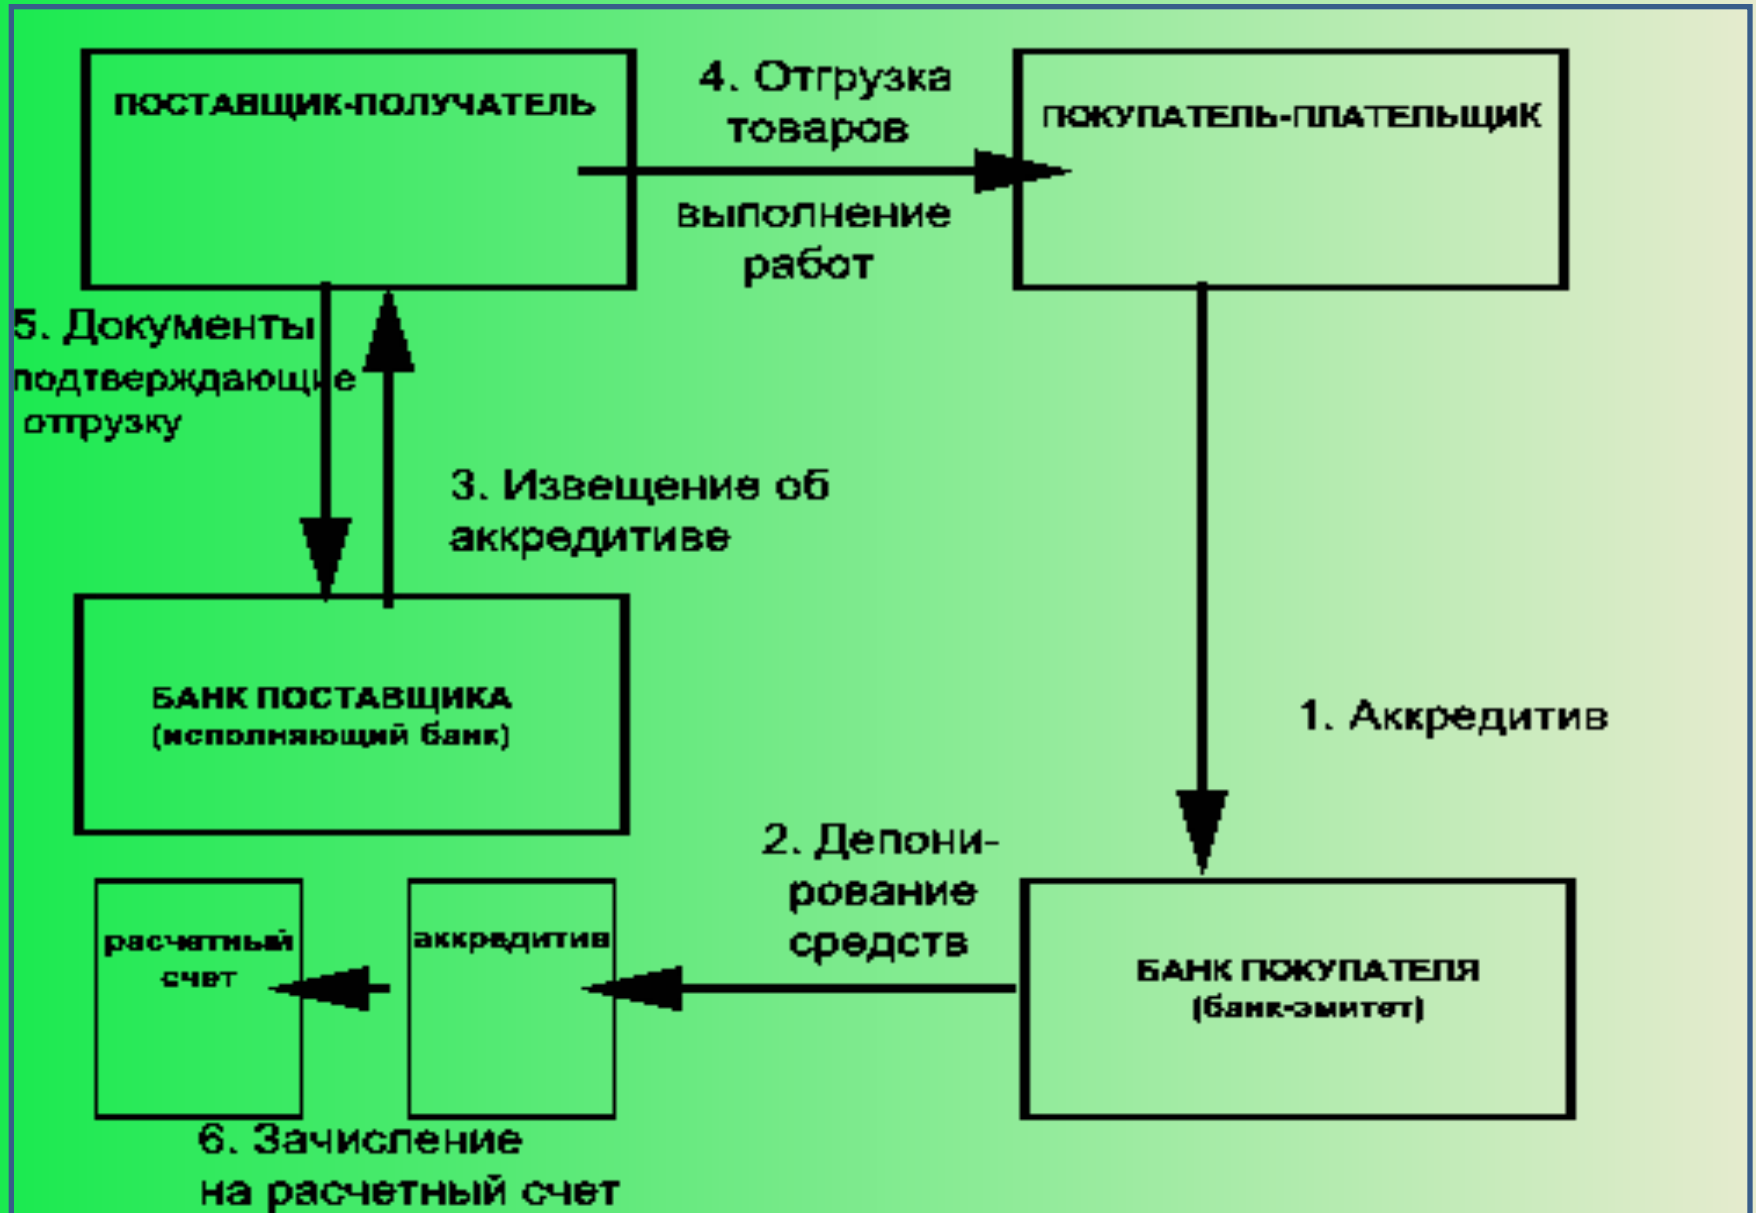 ПОСТАВЩИК-ПОЛУЧАТЕЛЬ
4. Отгрузка
товаров
выполнение
работ
ПОКУПАТЕЛЬ-ПЛАТЕЛЬЩИК
5. Документы
подтверждающие
отгрузку
3. Извещение об
аккредитиве
БАНК ПОСТАВЩИКА
(исполняющий банк)
1. Аккредитив
2. Депони-
рование
средств
расчетный
счет
аккредитив
БАНК ПОКУПАТЕЛЯ
(банк-эмитет)
6. Зачисление
на расчетный счет